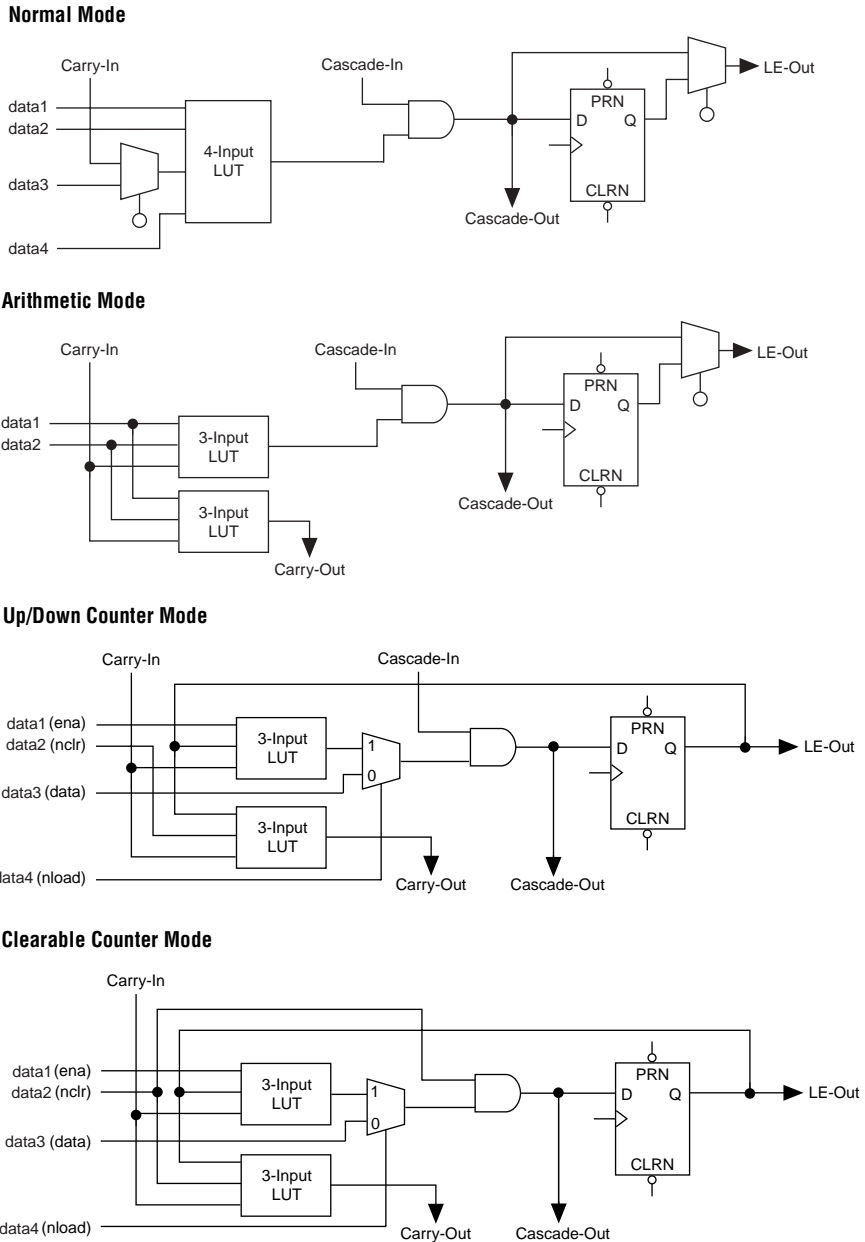 Normal Mode
Carry-In
Cascade-In
LE-Out
data1
data2
PRN
D Q
4-Input
LUT
data3
CLRN
Cascade-Out
data4
Arithmetic Mode
Carry-In
Cascade-In
LE-Out
PRN
D Q
data1
data2
3-Input
LUT
CLRN
Cascade-Out
3-Input
LUT
Carry-Out
Up/Down Counter Mode
Carry-In
Cascade-In
data1 (ena)
data2 (nclr)
3-Input
LUT
1
0
PRN
D Q
LE-Out
data3 (data)
3-Input
LUT
CLRN
data4 (nload)
Carry-Out
Cascade-Out
Clearable Counter Mode
Carry-In
data1 (ena)
data2 (nclr)
3-Input
LUT
1
0
PRN
D Q
LE-Out
data3 (data)
3-Input
LUT
CLRN
data4 (nload)
Carry-Out
Cascade-Out